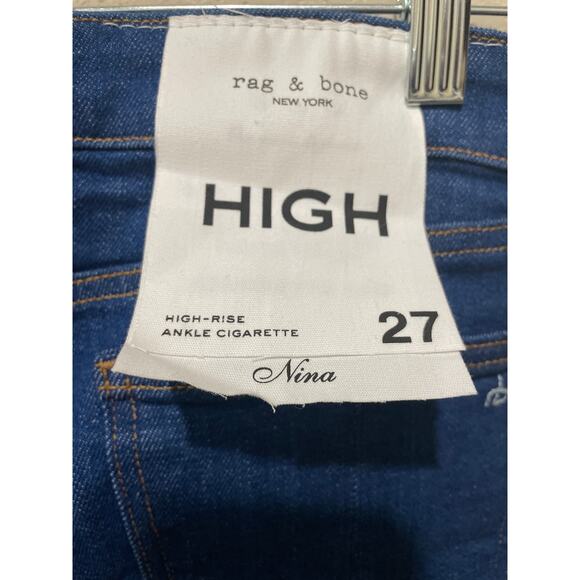 rag & bone
NEW YORK
HIGH
HIGH-RISE
ANKLE CIGARETTE
27
Nina